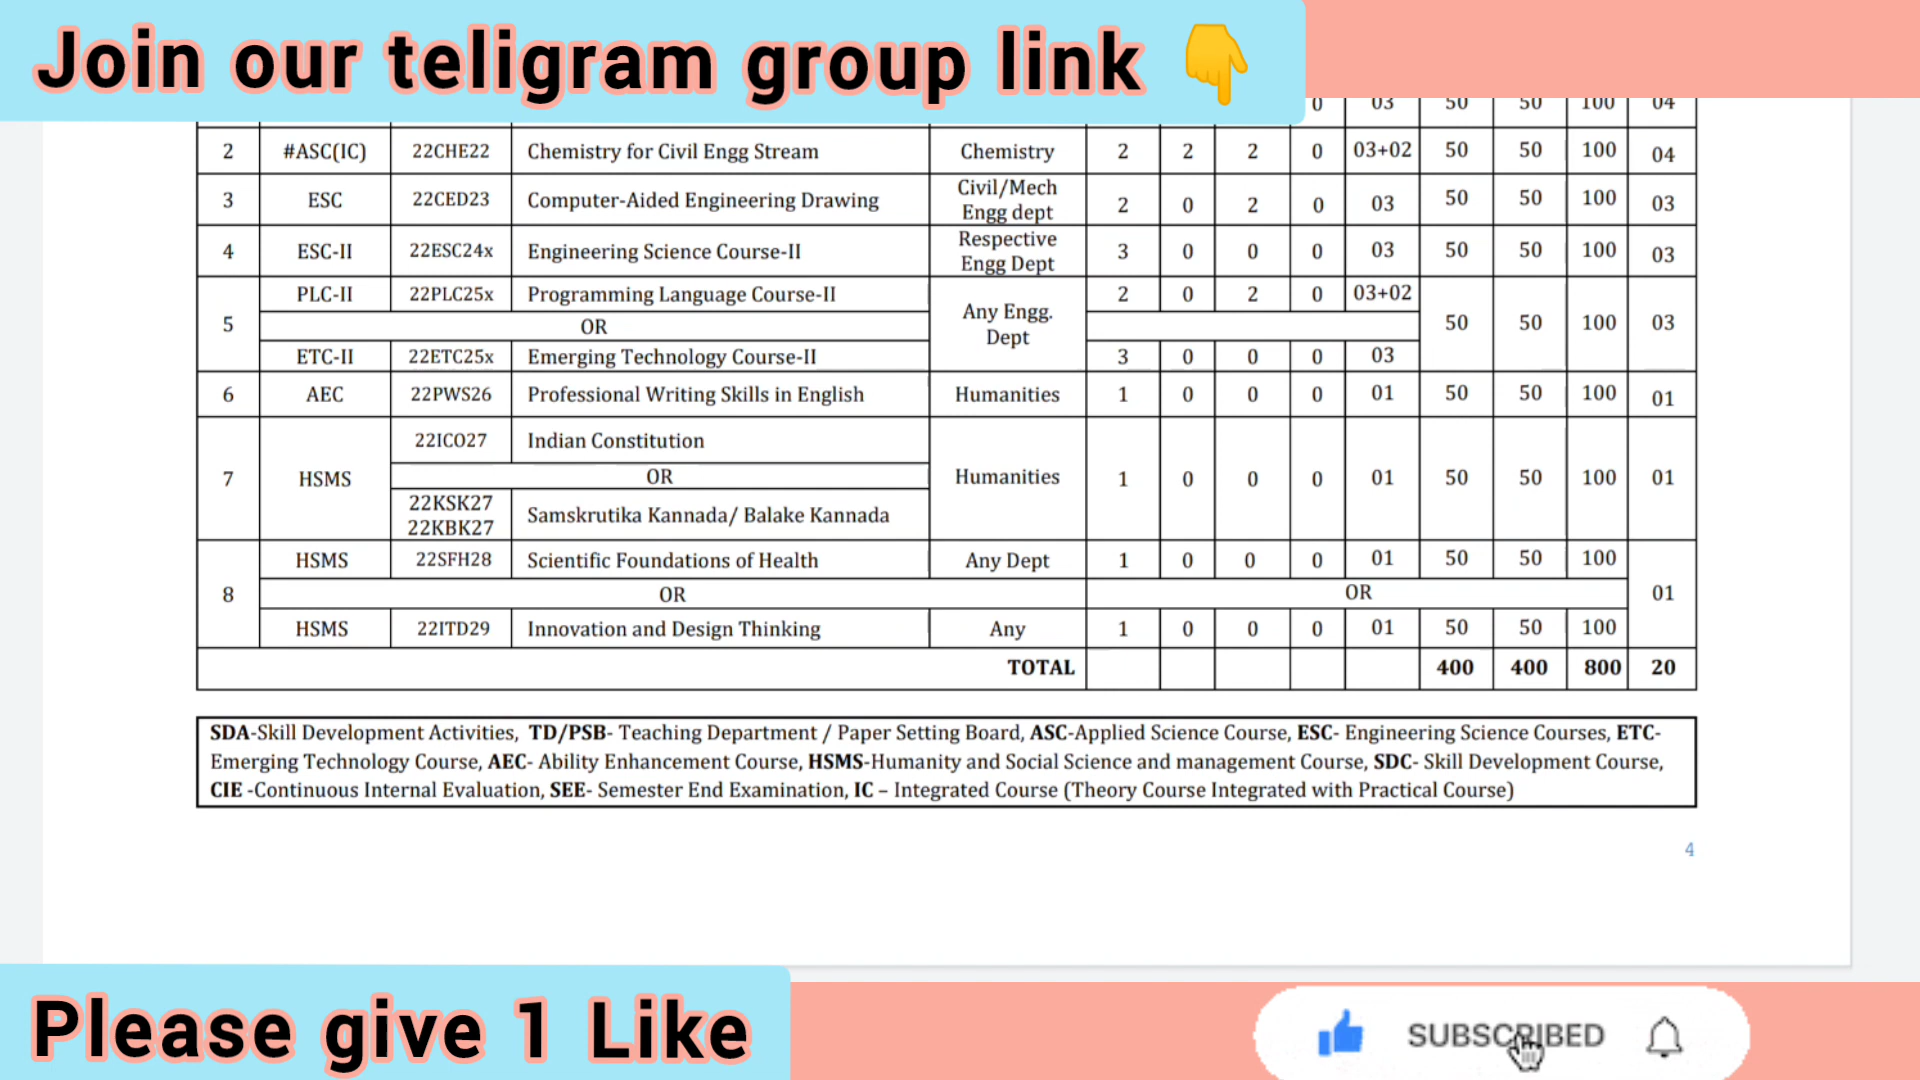 Join our teligram group link 👇
0 03 50 50 100 04
2 #ASC(IC) 22CHE22 Chemistry for Civil Engg Stream Chemistry 2 2 2 0 03+02 50 50 100 04
3 ESC 22CED23 Computer-Aided Engineering Drawing Civil/Mech Engg dept 2 0 2 0 03 50 50 100 03
4 ESC-II 22ESC24x Engineering Science Course-II Respective Engg Dept 3 0 0 0 03 50 50 100 03
5 PLC-II 22PLC25x Programming Language Course-II Any Engg. Dept 2 0 2 0 03+02 50 50 100 03
OR
ETC-II 22ETC25x Emerging Technology Course-II 3 0 0 0 03
6 AEC 22PWS26 Professional Writing Skills in English Humanities 1 0 0 0 01 50 50 100 01
7 HSMS 22ICO27 Indian Constitution Humanities 1 0 0 0 01 50 50 100 01
OR
22KSK27 22KBK27 Samskrutika Kannada/ Balake Kannada
8 HSMS 22SFH28 Scientific Foundations of Health Any Dept 1 0 0 0 01 50 50 100 01
OR OR
HSMS 22ITD29 Innovation and Design Thinking Any 1 0 0 0 01 50 50 100
TOTAL 400 400 800 20
SDA-Skill Development Activities, TD/PSB- Teaching Department / Paper Setting Board, ASC-Applied Science Course, ESC- Engineering Science Courses, ETC-
Emerging Technology Course, AEC- Ability Enhancement Course, HSMS-Humanity and Social Science and management Course, SDC- Skill Development Course,
CIE -Continuous Internal Evaluation, SEE- Semester End Examination, IC – Integrated Course (Theory Course Integrated with Practical Course)
4
Please give 1 Like
SUBSCRIBED